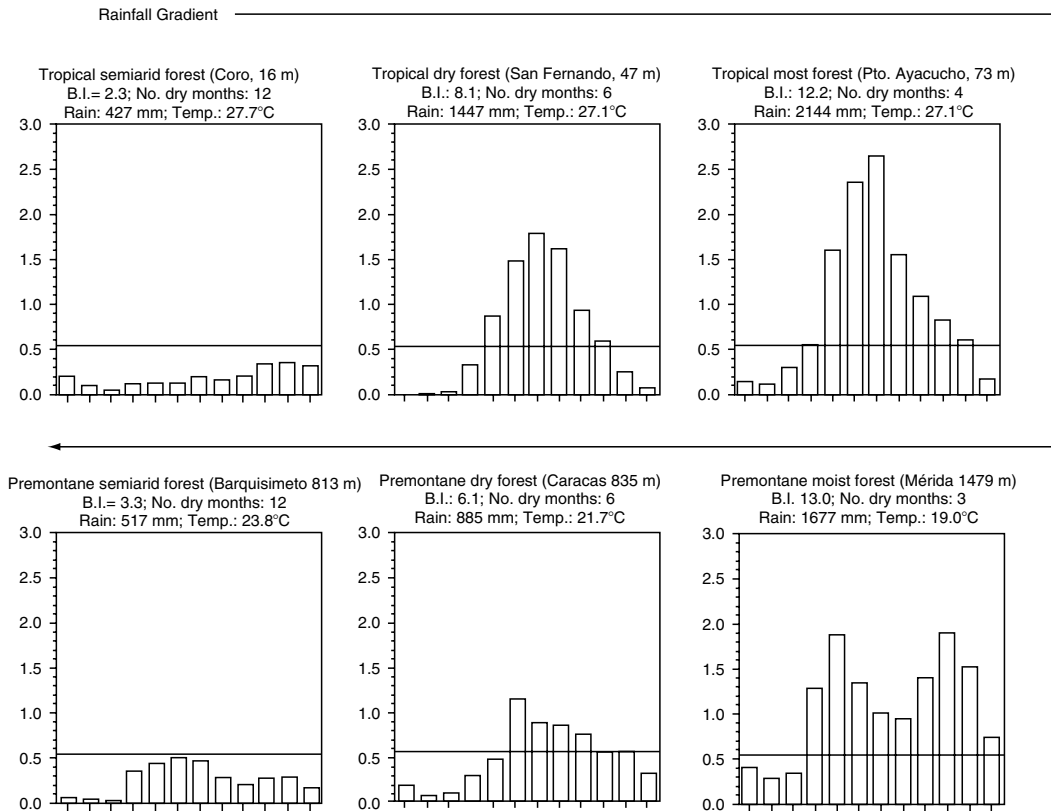 Rainfall Gradient
Tropical semiarid forest (Coro, 16 m)
B.I.= 2.3; No. dry months: 12
Rain: 427 mm; Temp.: 27.7°C
3.0
2.5
2.0
1.5
1.0
0.5
0.0
Tropical dry forest (San Fernando, 47 m)
B.I.: 8.1; No. dry months: 6
Rain: 1447 mm; Temp.: 27.1°C
3.0
2.5
2.0
1.5
1.0
0.5
0.0
Tropical most forest (Pto. Ayacucho, 73 m)
B.I.: 12.2; No. dry months: 4
Rain: 2144 mm; Temp.: 27.1°C
3.0
2.5
2.0
1.5
1.0
0.5
0.0
Premontane semiarid forest (Barquisimeto 813 m)
B.I.= 3.3; No. dry months: 12
Rain: 517 mm; Temp.: 23.8°C
3.0
2.5
2.0
1.5
1.0
0.5
0.0
Premontane dry forest (Caracas 835 m)
B.I.: 6.1; No. dry months: 6
Rain: 885 mm; Temp.: 21.7°C
3.0
2.5
2.0
1.5
1.0
0.5
0.0
Premontane moist forest (Mérida 1479 m)
B.I. 13.0; No. dry months: 3
Rain: 1677 mm; Temp.: 19.0°C
3.0
2.5
2.0
1.5
1.0
0.5
0.0